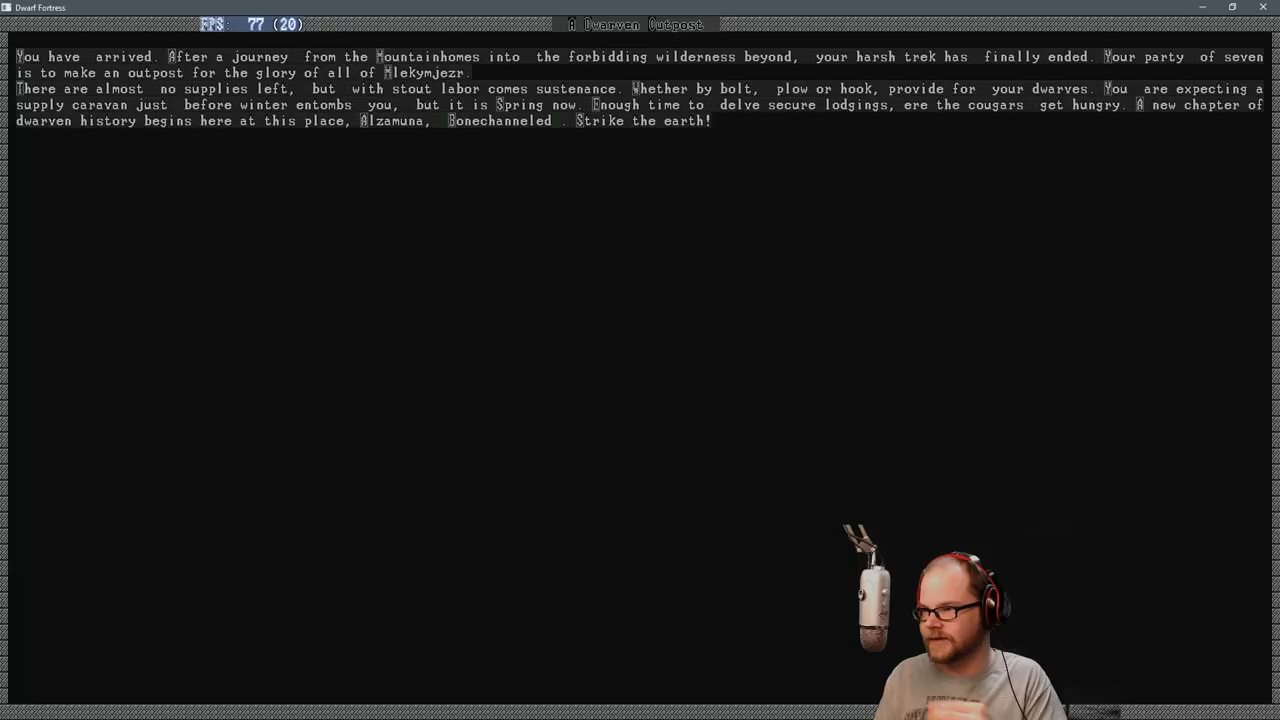 Dwarf Fortress
FPS: 77 (20)
A Dwarven Outpost
You have arrived. After a journey from the Mountainhomes into the forbidding wilderness beyond, your harsh trek has finally ended. Your party of seven
is to make an outpost for the glory of all of Mlekymjezr.
There are almost no supplies left, but with stout labor comes sustenance. Whether by bolt, plow or hook, provide for your dwarves. You are expecting a
supply caravan just before winter entombs you, but it is Spring now. Enough time to delve secure lodgings, ere the cougars get hungry. A new chapter of
dwarven history begins here at this place, Alzamuna, Bonechanneled . Strike the earth!